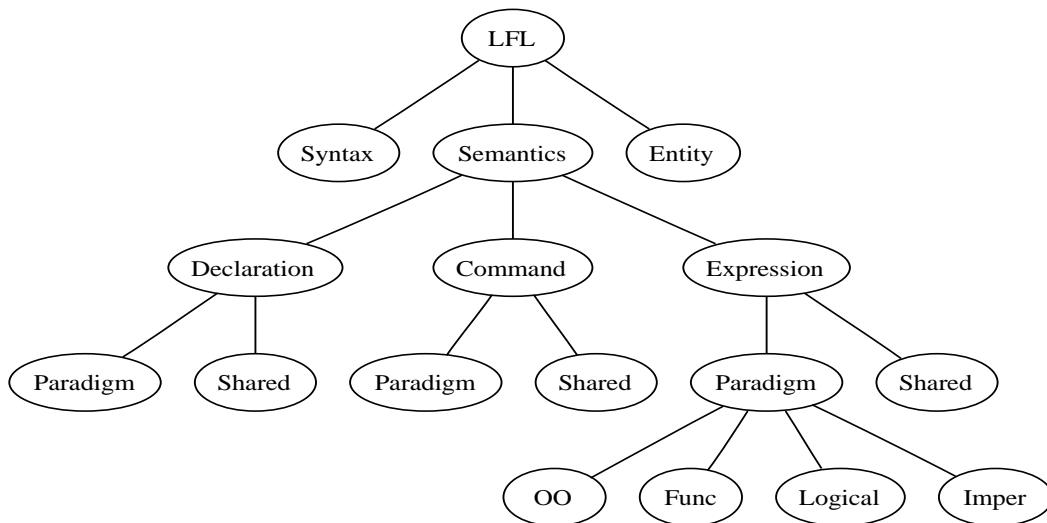 LFL
Syntax Semantics Entity
Declaration Command Expression
Paradigm Shared Paradigm Shared Paradigm Shared
OO Func Logical Imper